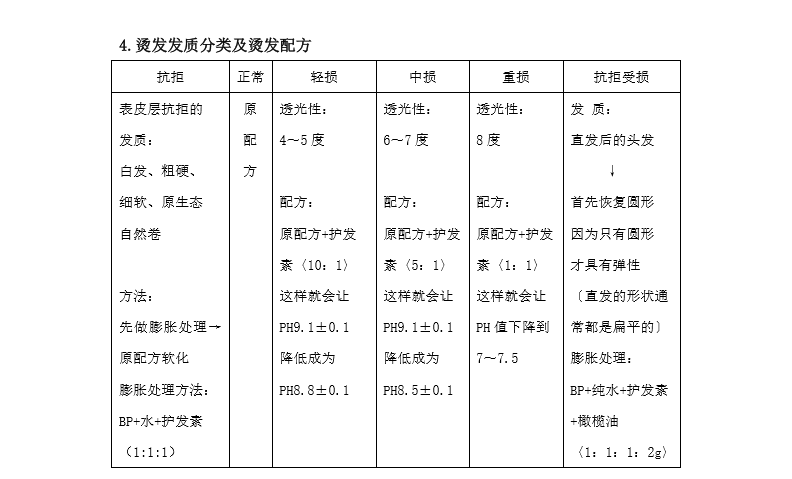 4.烫发发质分类及烫发配方
抗拒
正常
轻损
中损
重损
抗拒受损
表皮层抗拒的
发质：
白发、粗硬、
细软、原生态
自然卷
方法：
先做膨胀处理→
原配方软化
膨胀处理方法：
BP+水+护发素
（1:1:1）
原
配
方
透光性：
4～5度
配方：
原配方+护发
素〈10：1〉
这样就会让
PH9.1±0.1
降低成为
PH8.8±0.1
透光性：
6～7度
配方：
原配方+护发
素〈5：1〉
这样就会让
PH9.1±0.1
降低成为
PH8.5±0.1
透光性：
8度
配方：
原配方+护发
素〈1：1〉
这样就会让
PH值下降到
7～7.5
发 质：
直发后的头发
↓
首先恢复圆形
因为只有圆形
才具有弹性
〔直发的形状通
常都是扁平的〕
膨胀处理：
BP+纯水+护发素
+橄榄油
〈1：1：1：2g〉